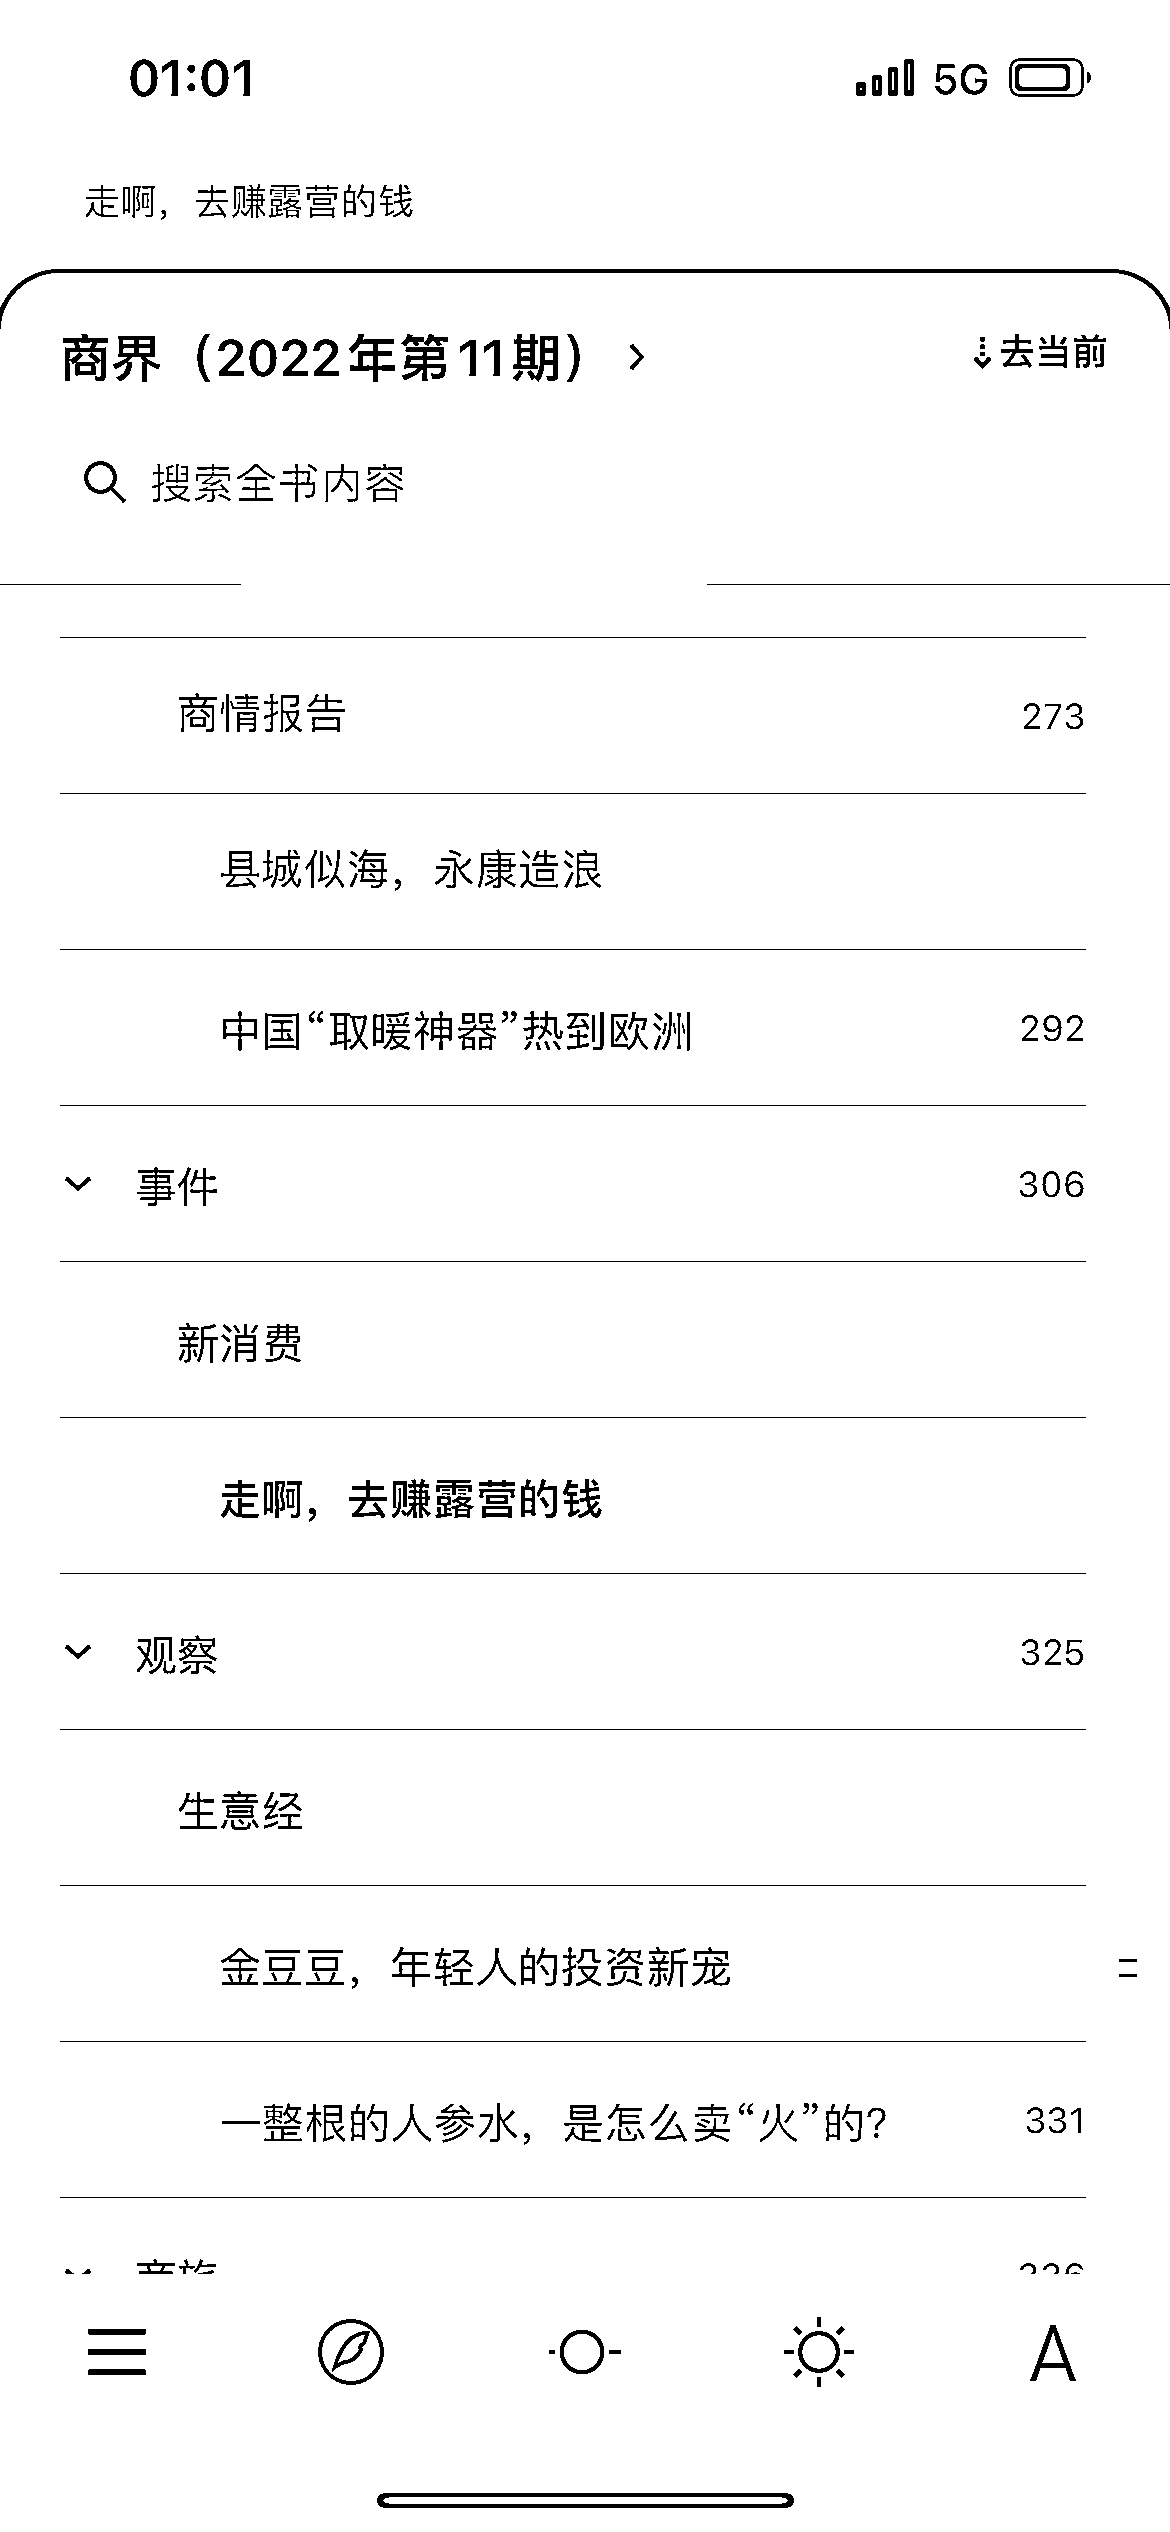 01:01 5G
走啊，去赚露营的钱
商界（2022年第11期） 去当前
搜索全书内容
商情报告 273
县城似海，永康造浪
中国“取暖神器”热到欧洲 292
事件 306
新消费
走啊，去赚露营的钱
观察 325
生意经
金豆豆，年轻人的投资新宠
一整根的人参水，是怎么卖“火”的？ 331
A